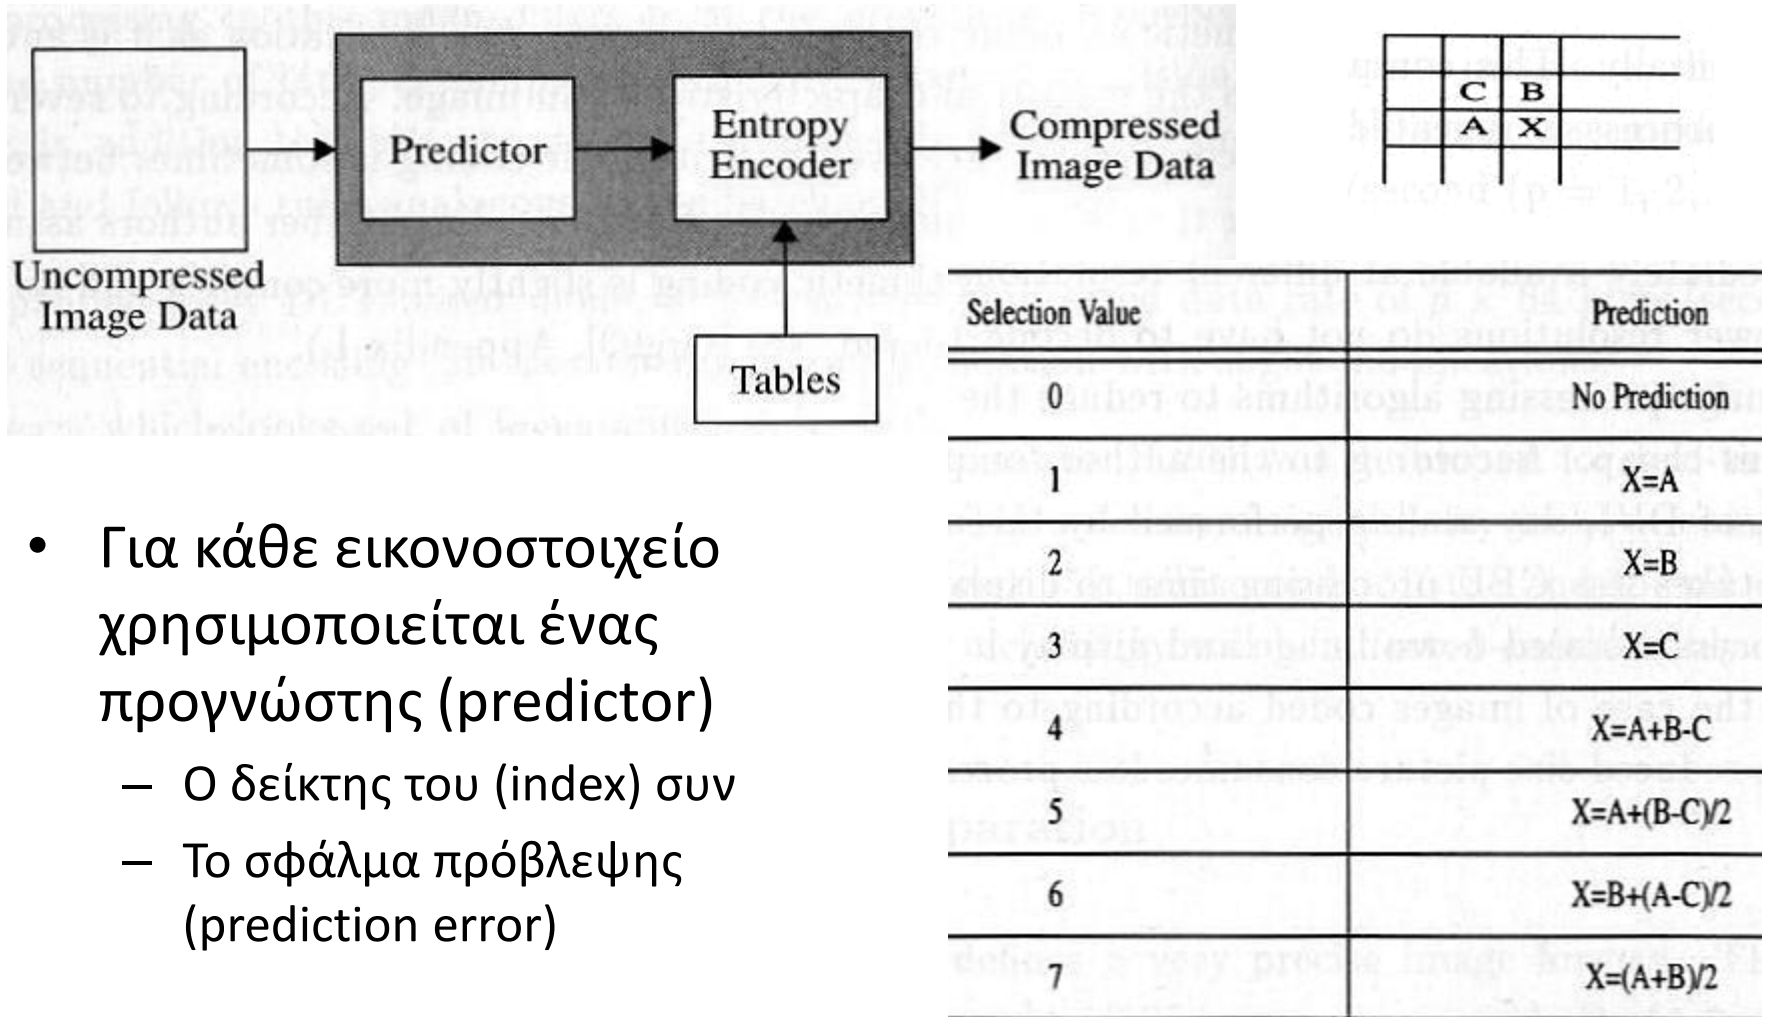 Uncompressed
Image Data
Predictor
Entropy
Encoder
Tables
Compressed
Image Data
C B
A X
Selection Value Prediction
0 No Prediction
1 X=A
2 X=B
3 X=C
4 X=A+B-C
5 X=A+(B-C)/2
6 X=B+(A-C)/2
7 X=(A+B)/2
• Για κάθε εικονοστοιχείο
χρησιμοποιείται ένας
προγνώστης (predictor)
– Ο δείκτης του (index) συν
– Το σφάλμα πρόβλεψης
(prediction error)